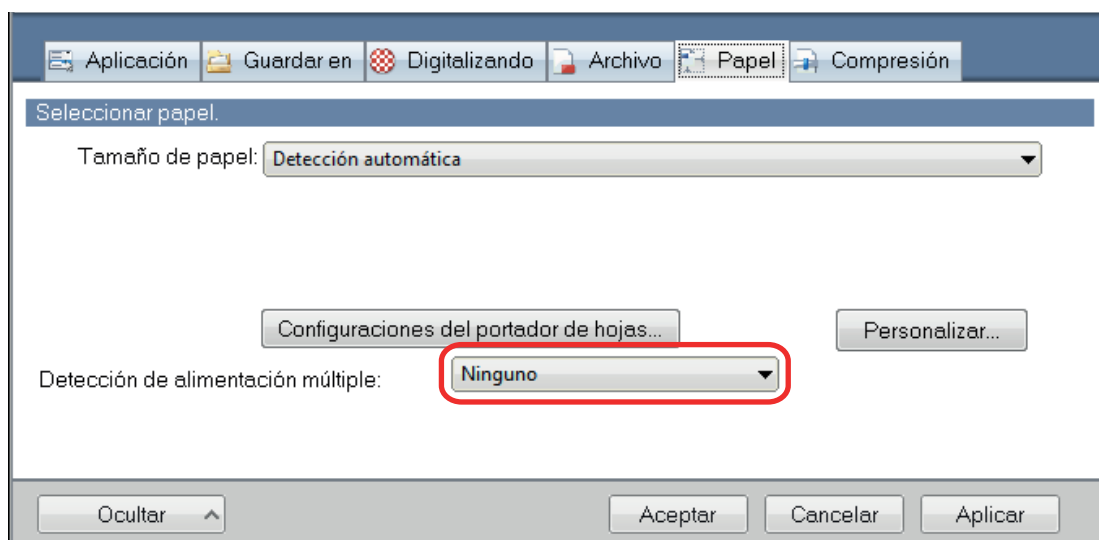 Aplicación Guardar en Digitalizando Archivo Papel Compresión
Seleccionar papel.
Tamaño de papel: Detección automática
Configuraciones del portador de hojas... Personalizar...
Detección de alimentación múltiple: Ninguno
Ocultar Aceptar Cancelar Aplicar